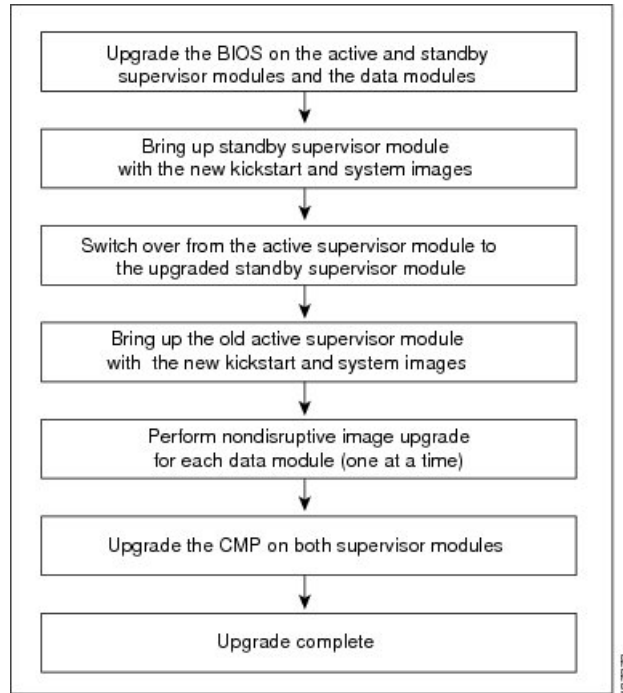 Upgrade the BIOS on the active and standby
supervisor modules and the data modules
Bring up standby supervisor module
with the new kickstart and system images
Switch over from the active supervisor module to
the upgraded standby supervisor module
Bring up the old active supervisor module
with the new kickstart and system images
Perform nondisruptive image upgrade
for each data module (one at a time)
Upgrade the CMP on both supervisor modules
Upgrade complete